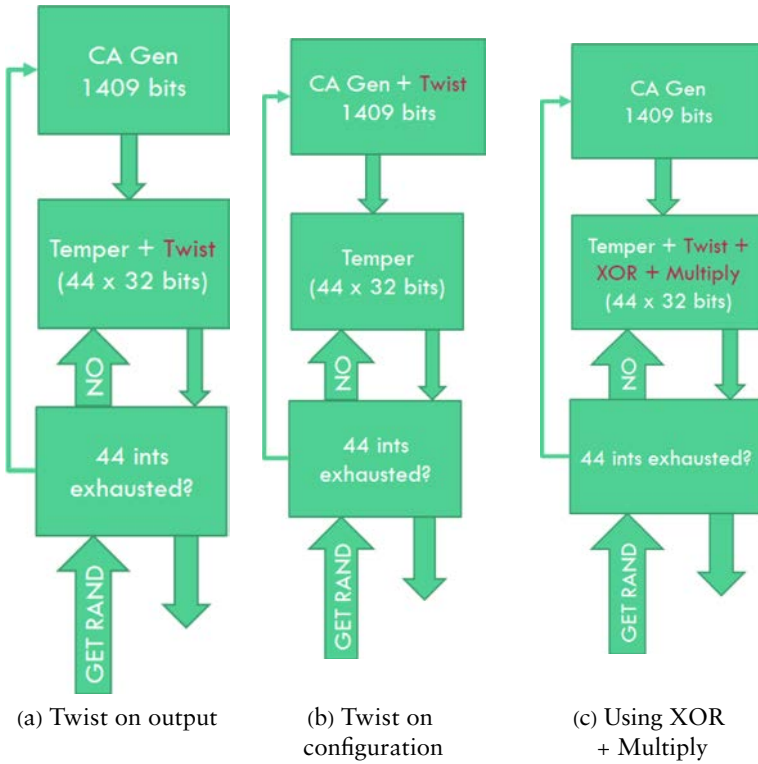 CA Gen
1409 bits
Temper + Twist
(44 x 32 bits)
NO
44 ints
exhausted?
GET RAND
(a) Twist on output
CA Gen + Twist
1409 bits
Temper
(44 x 32 bits)
NO
44 ints
exhausted?
GET RAND
(b) Twist on
configuration
CA Gen
1409 bits
Temper + Twist +
XOR + Multiply
(44 x 32 bits)
NO
44 ints exhausted?
GET RAND
(c) Using XOR
+ Multiply